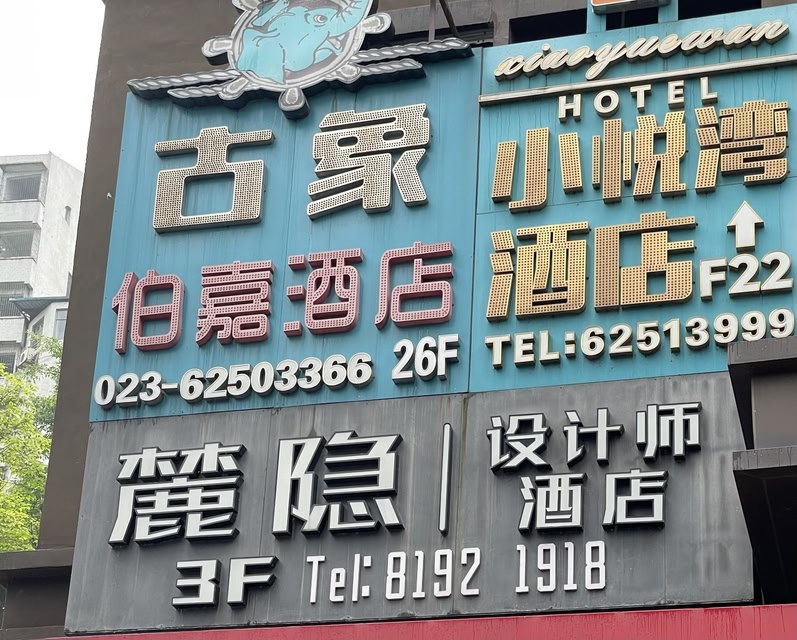 古象
伯嘉酒店
023-62503366 26F
xiaoyuewan
HOTEL
小悦湾
酒店 F22
TEL:62513999
麓隐
设计师
酒店
3F Tel: 8192 1918